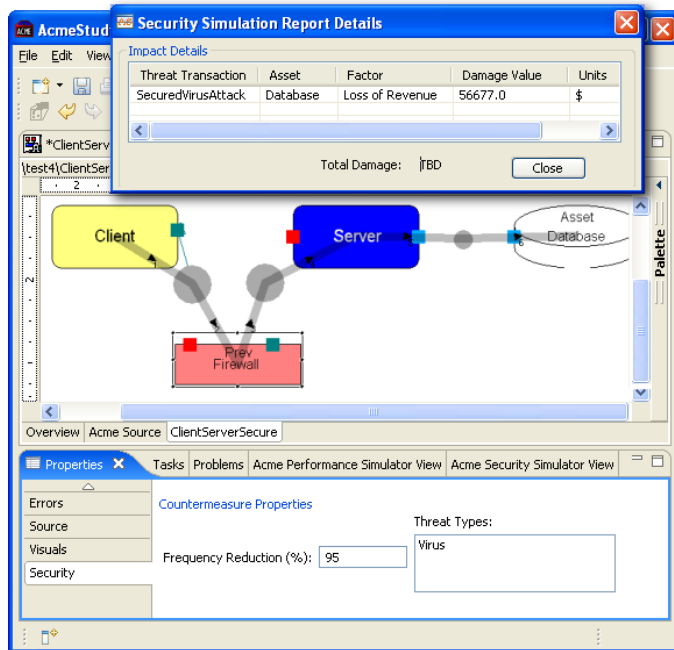 AcmeStud
Security Simulation Report Details
File Edit View
Impact Details
Threat Transaction Asset Factor Damage Value Units
SecuredVirusAttack Database Loss of Revenue 56677.0 $
Total Damage: TBD Close
*ClientServ
\test4\ClientSer
2
Client
Server
Asset
Database
6
Palette
2
Prev
Firewall
Overview Acme Source ClientServerSecure
Properties Tasks Problems Acme Performance Simulator View Acme Security Simulator View
Errors
Source
Visuals
Security
Countermeasure Properties
Threat Types:
Frequency Reduction (%): 95
Virus